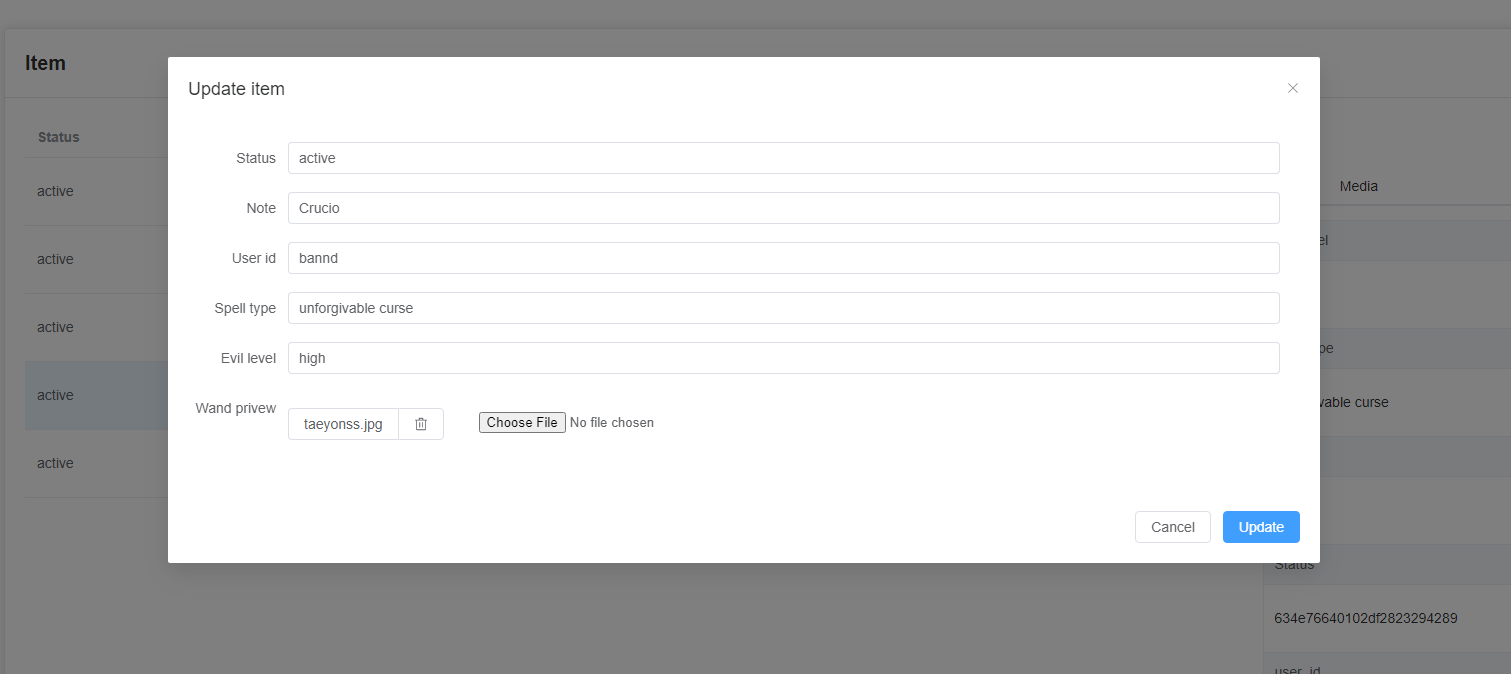 Item
Update item
Status
Status active
active
Media
Note Crucio
User id bannd
active
Spell type unforgivable curse
active
Evil level high
active
vable curse
Wand privew taeyonss.jpg Choose File No file chosen
active
Cancel Update
Status
634e76640102df2823294289
user_id